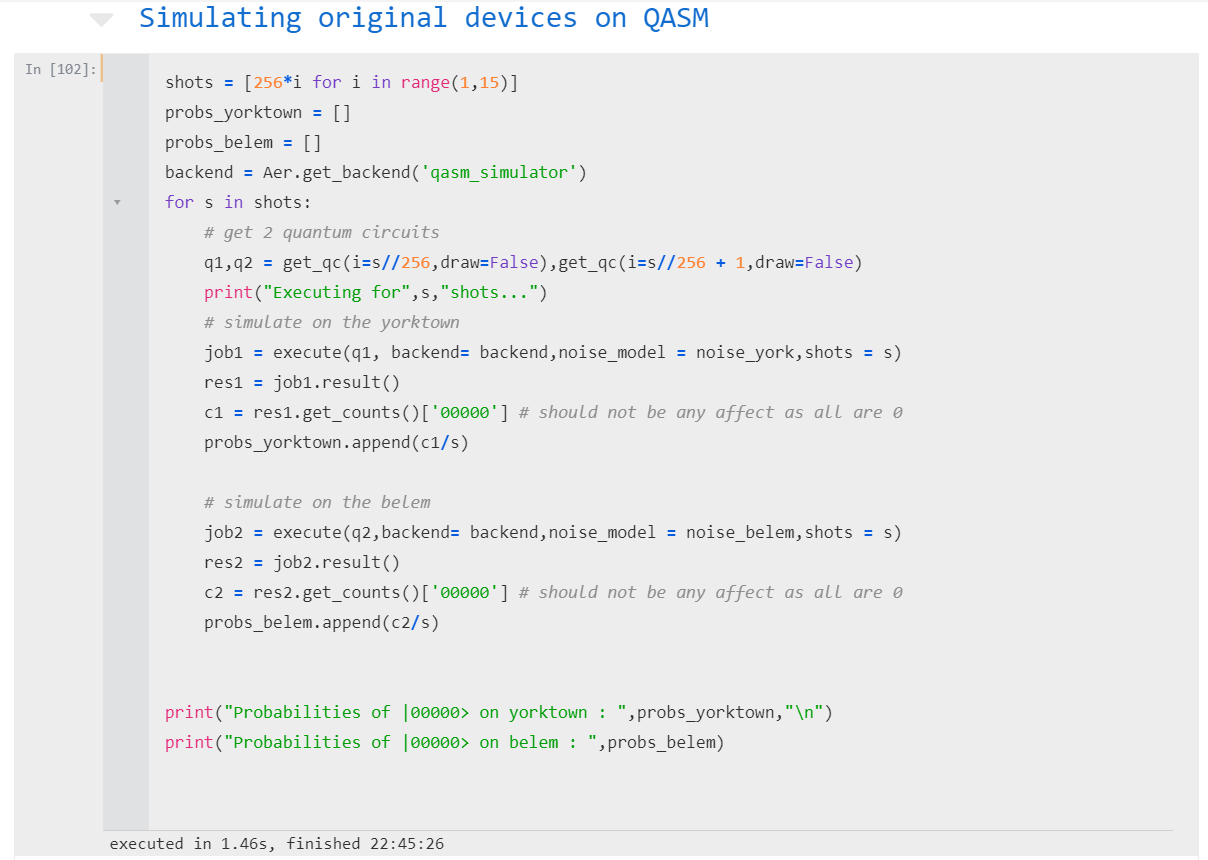 Simulating original devices on QASM
In [102]:
shots = [256*i for i in range(1,15)]
probs_yorktown = []
probs_belem = []
backend = Aer.get_backend('qasm_simulator')
for s in shots:
    # get 2 quantum circuits
    q1,q2 = get_qc(i=s//256,draw=False),get_qc(i=s//256 + 1,draw=False)
    print("Executing for",s,"shots...")
    # simulate on the yorktown
    job1 = execute(q1, backend= backend,noise_model = noise_york,shots = s)
    res1 = job1.result()
    c1 = res1.get_counts()['00000'] # should not be any affect as all are 0
    probs_yorktown.append(c1/s)
    # simulate on the belem
    job2 = execute(q2,backend= backend,noise_model = noise_belem,shots = s)
    res2 = job2.result()
    c2 = res2.get_counts()['00000'] # should not be any affect as all are 0
    probs_belem.append(c2/s)
print("Probabilities of |00000> on yorktown : ",probs_yorktown,"\n")
print("Probabilities of |00000> on belem : ",probs_belem)
executed in 1.46s, finished 22:45:26